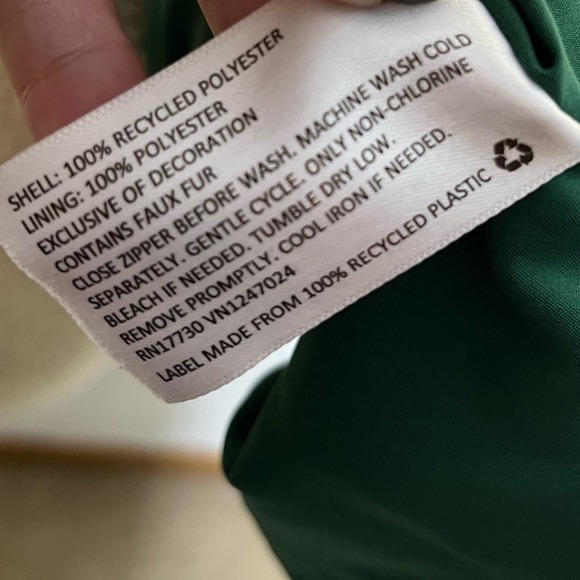 SHELL: 100% RECYCLED POLYESTER
LINING: 100% POLYESTER
EXCLUSIVE OF DECORATION
CONTAINS FAUX FUR
CLOSE ZIPPER BEFORE WASH. MACHINE WASH COLD
SEPARATELY. GENTLE CYCLE. ONLY NON-CHLORINE
BLEACH IF NEEDED. TUMBLE DRY LOW.
REMOVE PROMPTLY. COOL IRON IF NEEDED.
RN17730 VN1247024
LABEL MADE FROM 100% RECYCLED PLASTIC